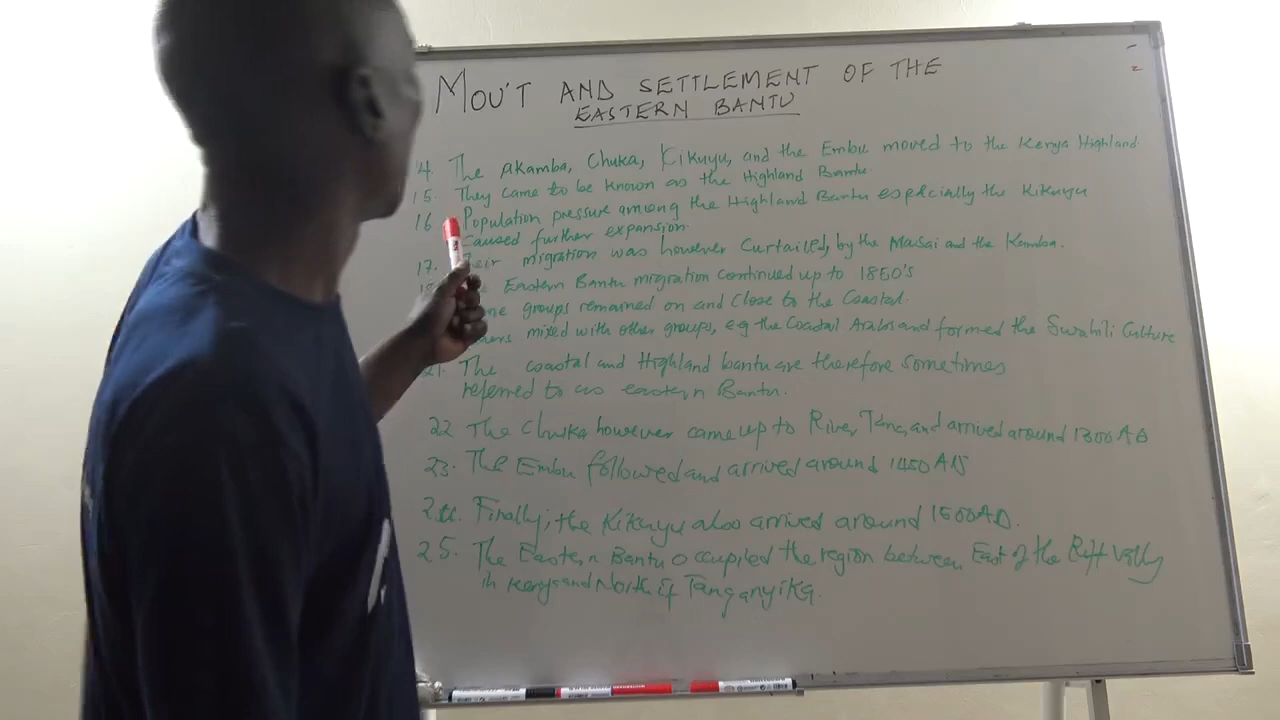 MOV'T AND SETTLEMENT OF THE
EASTERN BANTU
14. The Akamba, Chuka, Kikuyu, and the Embu moved to the Kenya Highland
15. They came to be known as the Highland Bantu.
16 Population pressure among the Highland Bantu especially the Kikuyu
Caused further expansion.
17. Their migration was however Curtailed, by the Masai and the Kamba.
Eastern Bantu migration continued up to 1850's
groups remained on and Close to the Coastal.
mixed with other groups, e.g the Coastal Arabs and formed the Swahili Culture
21. The coastal and Highland bantu are therefore sometimes
referred to as eastern Bantu.
22 The Chuka however came up to River Tana, and arrived around 1300 AD
23. The Embu followed and arrived around 1450 AD
24. Finally, the Kikuyu also arrived around 1500 AD.
25. The Eastern Bantu Occupied the region between East of the Rift Vally
in Kenya and North of Tanganyika.